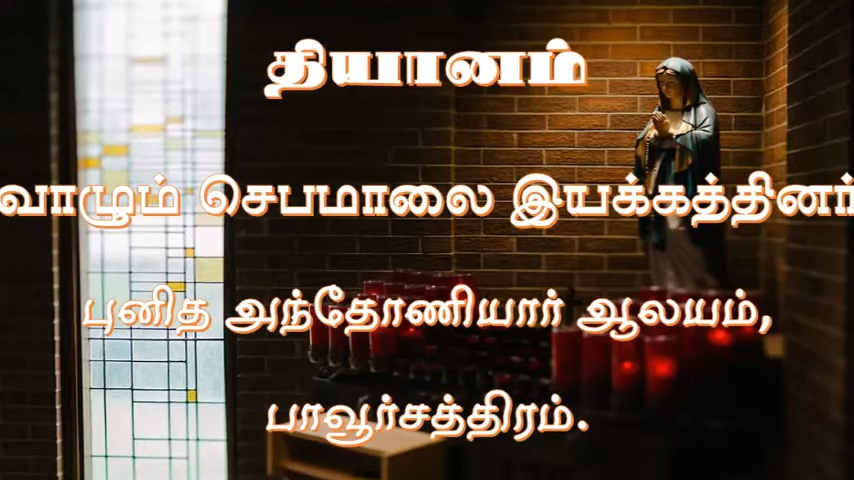 தியானம்
வாழும் செபமாலை இயக்கத்தினர்
புனித அந்தோணியார் ஆலயம்,
பாவூர்சத்திரம்.